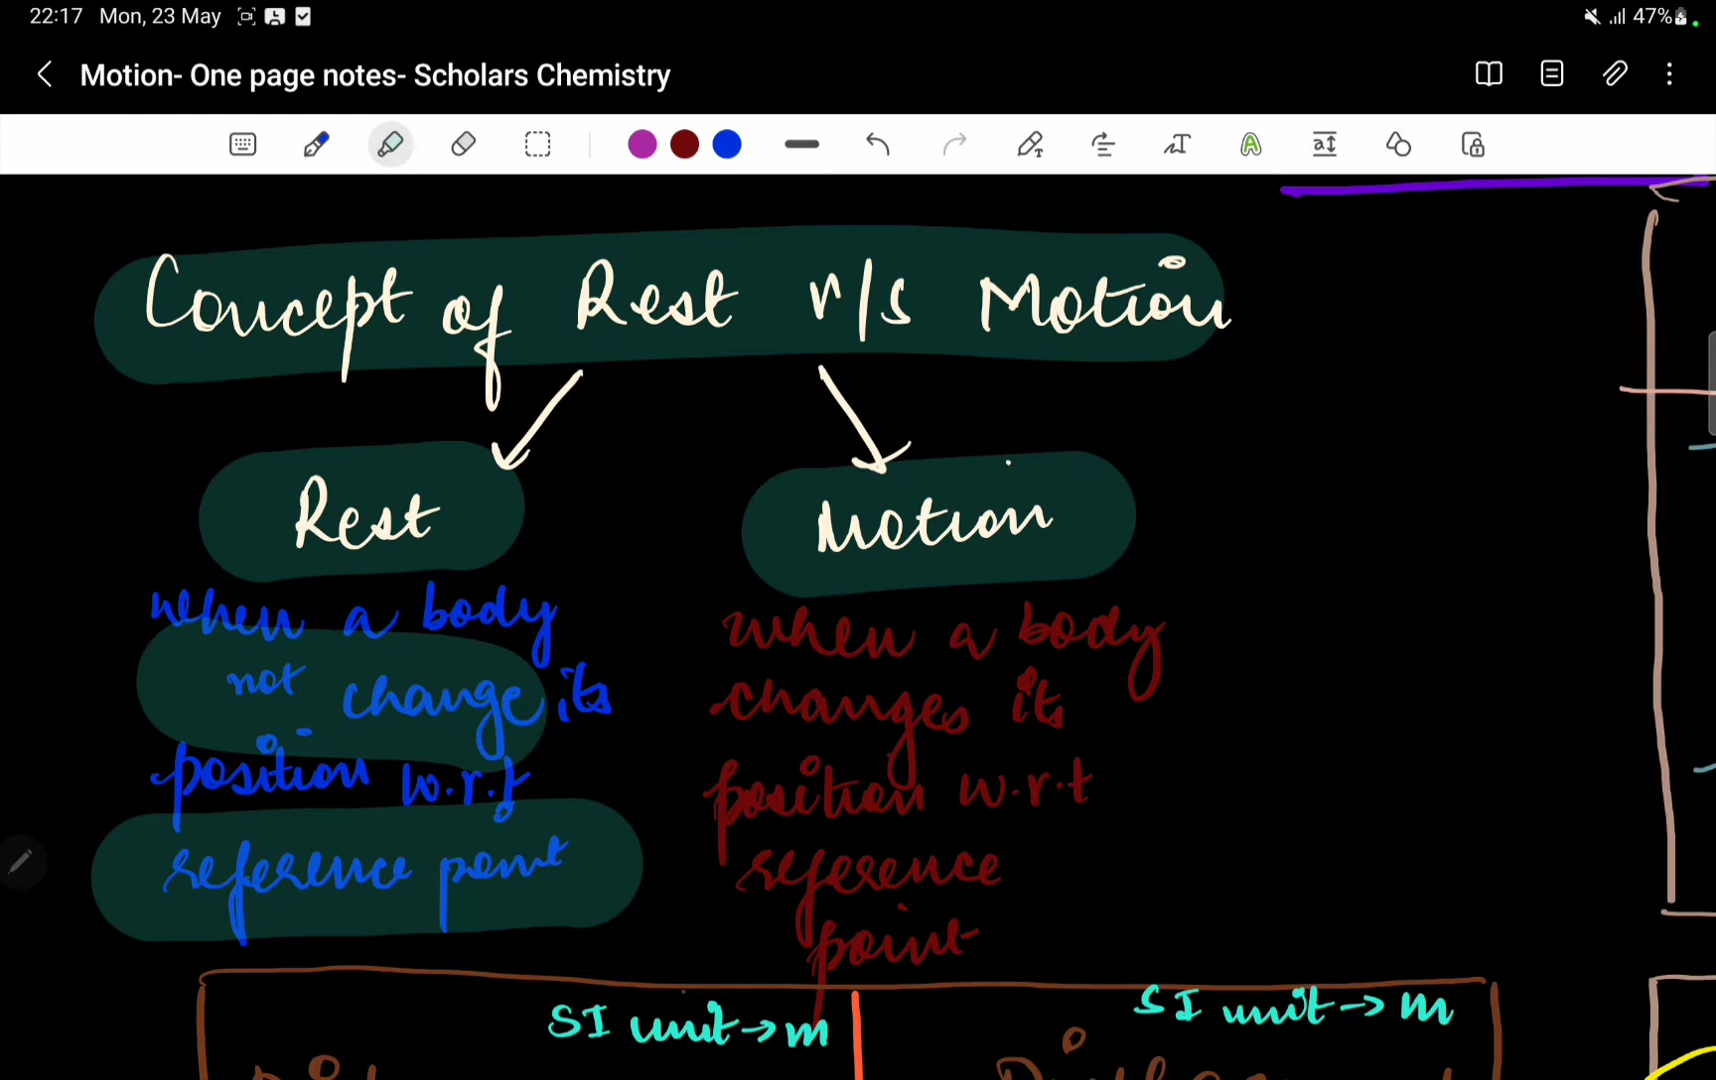 22:17 Mon, 23 May
47%
Motion- One page notes- Scholars Chemistry
Concept of Rest v/s Motion
Rest
Motion
when a body
not change its
position w.r.t
reference point
when a body
changes its
position w.r.t
reference
point
SI unit → m
SI unit → m